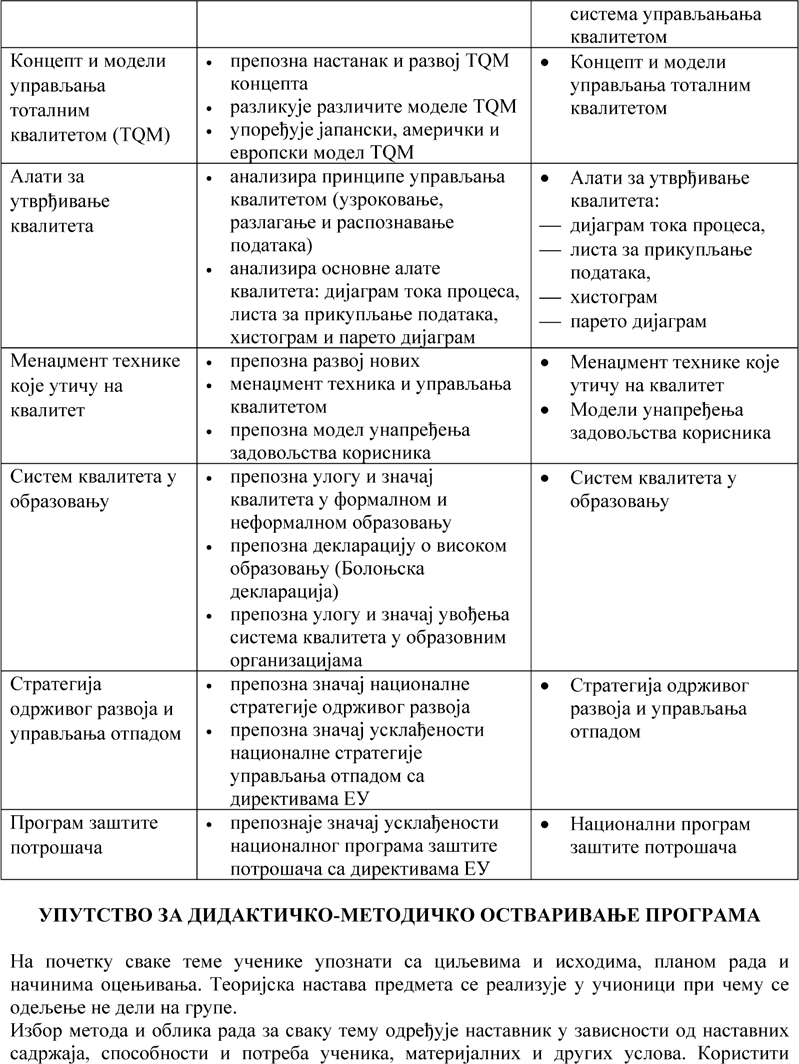 система управљањања
квалитетом
Концепт и модели
управљања
тоталним
квалитетом (TQM)
• препозна настанак и развој TQM
концепта
• разликује различите моделе TQM
• упоређује јапански, амерички и
европски модел TQM
• Концепт и модели
управљања тоталним
квалитетом
Алати за
утврђивање
квалитета
• анализира принципе управљања
квалитетом (узроковање,
разлагање и распознавање
података)
• анализира основне алате
квалитета: дијаграм тока процеса,
листа за прикупљање података,
хистограм и парето дијаграм
• Алати за утврђивање
квалитета:
— дијаграм тока процеса,
— листа за прикупљање
података,
— хистограм
— парето дијаграм
Менаџмент технике
које утичу на
квалитет
• препозна развој нових
• менаџмент техника и управљања
квалитетом
• препозна модел унапређења
задовољства корисника
• Менаџмент технике које
утичу на квалитет
• Модели унапређења
задовољства корисника
Систем квалитета у
образовању
• препозна улогу и значај
квалитета у формалном и
неформалном образовању
• препозна декларацију о високом
образовању (Болоњска
декларација)
• препозна улогу и значај увођења
система квалитета у образовним
организацијама
• Систем квалитета у
образовању
Стратегија
одрживог развоја и
управљања отпадом
• препозна значај националне
стратегије одрживог развоја
• препозна значај усклађености
националне стратегије
управљања отпадом са
директивама ЕУ
• Стратегија одрживог
развоја и управљања
отпадом
Програм заштите
потрошача
• препознаје значај усклађености
националног програма заштите
потрошача са директивама ЕУ
• Национални програм
заштите потрошача
УПУТСТВО ЗА ДИДАКТИЧКО-МЕТОДИЧКО ОСТВАРИВАЊЕ ПРОГРАМА
На почетку сваке теме ученике упознати са циљевима и исходима, планом рада и
начинима оцењивања. Теоријска настава предмета се реализује у учионици при чему се
одељење не дели на групе.
Избор метода и облика рада за сваку тему одређује наставник у зависности од наставних
садржаја, способности и потреба ученика, материјалних и других услова. Користити